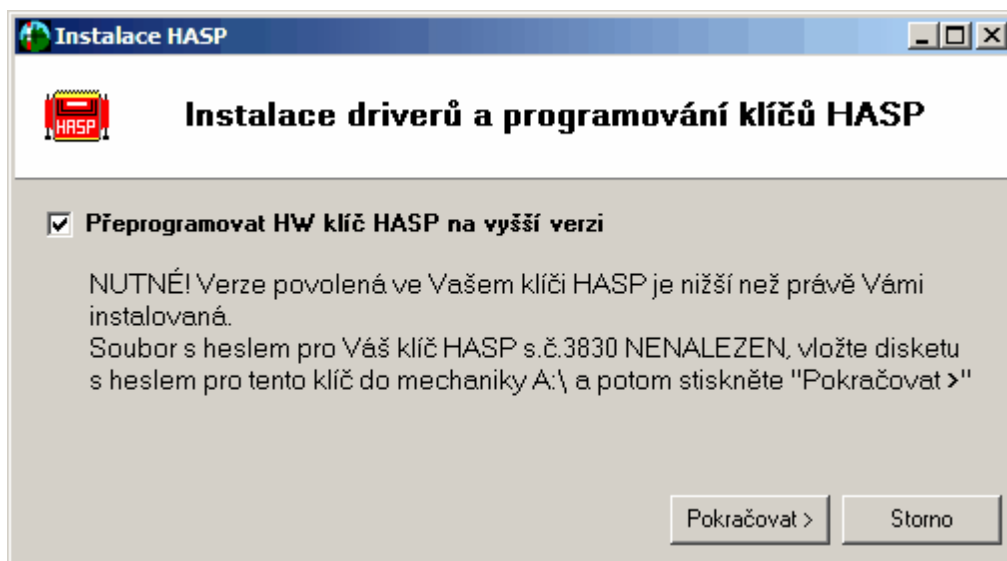 Instalace HASP
HASP
Instalace driverů a programování klíčů HASP
Přeprogramovat HW klíč HASP na vyšší verzi
NUTNÉ! Verze povolená ve Vašem klíči HASP je nižší než právě Vámi
instalovaná.
Soubor s heslem pro Váš klíč HASP s.č.3830 NENALEZEN, vložte disketu
s heslem pro tento klíč do mechaniky A:\ a potom stiskněte "Pokračovat >"
Pokračovat >
Storno